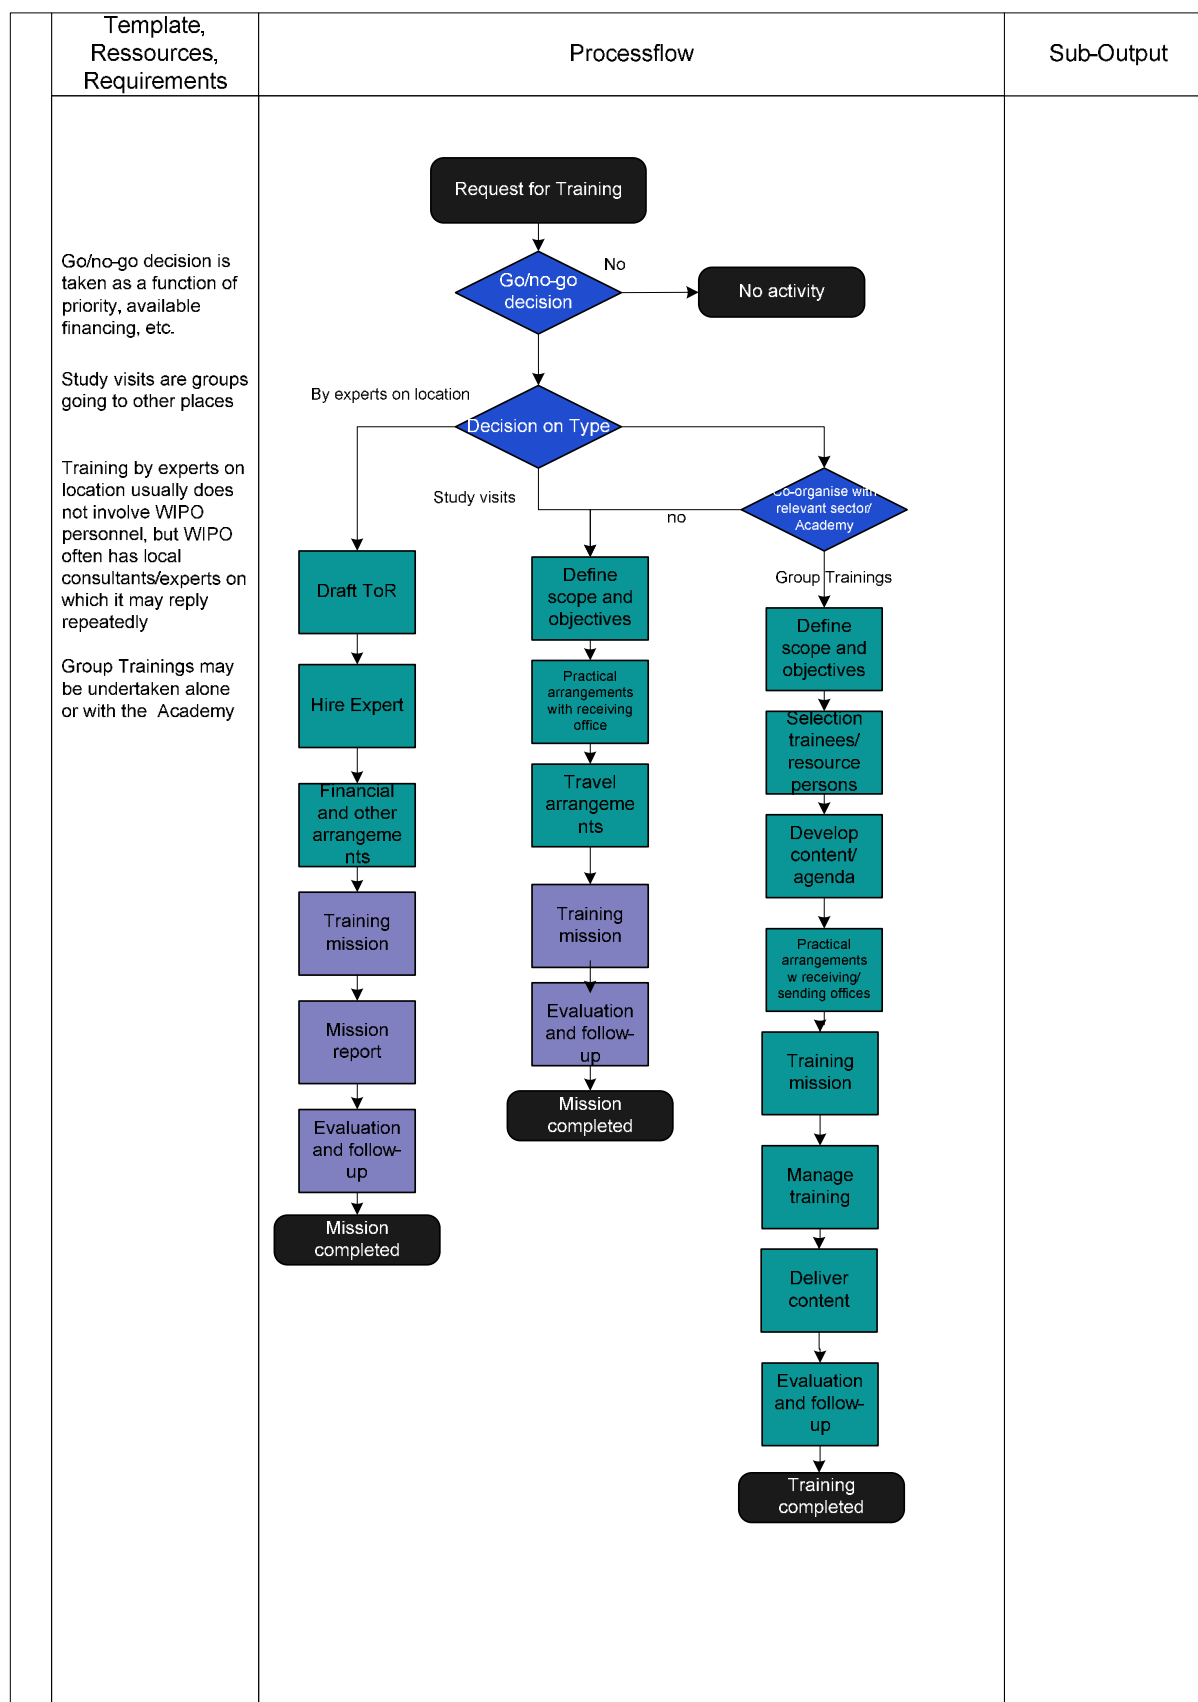 Template,
Ressources,
Requirements
Processflow
Sub-Output
Go/no-go decision is
taken as a function of
priority, available
financing, etc.
Study visits are groups
going to other places
Training by experts on
location usually does
not involve WIPO
personnel, but WIPO
often has local
consultants/experts on
which it may reply
repeatedly
Group Trainings may
be undertaken alone
or with the Academy
Request for Training
Go/no-go
decision
No
No activity
By experts on location
Decision on Type
Study visits
no
Co-organise with
relevant sector/
Academy
Group Trainings
Draft ToR
Hire Expert
Financial
and other
arrangeme
nts
Training
mission
Mission
report
Evaluation
and follow-
up
Mission
completed
Define
scope and
objectives
Practical
arrangements
with receiving
office
Travel
arrangeme
nts
Training
mission
Evaluation
and follow-
up
Mission
completed
Define
scope and
objectives
Selection
trainees/
resource
persons
Develop
content/
agenda
Practical
arrangements
w receiving/
sending offices
Training
mission
Manage
training
Deliver
content
Evaluation
and follow-
up
Training
completed